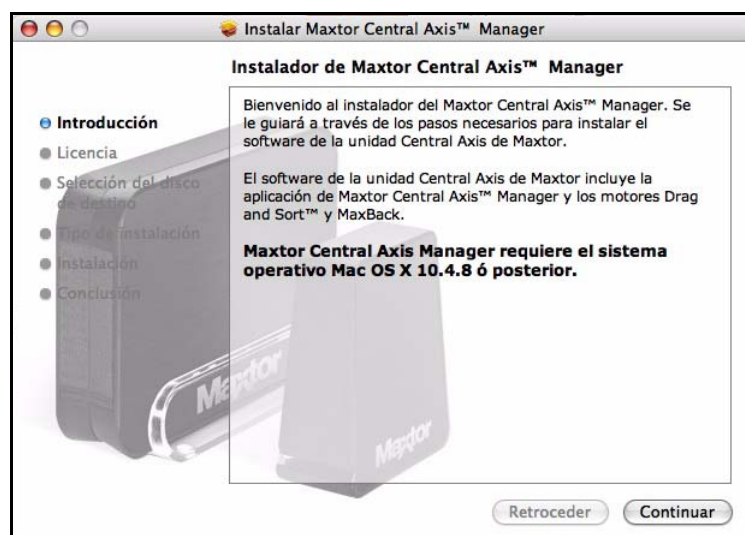 Instalar Maxtor Central Axis™ Manager
Instalador de Maxtor Central Axis™ Manager
Introducción
Licencia
Selección del disco
de destino
Tipo de instalación
Instalación
Conclusión
Bienvenido al instalador del Maxtor Central Axis™ Manager. Se
le guiará a través de los pasos necesarios para instalar el
software de la unidad Central Axis de Maxtor.
El software de la unidad Central Axis de Maxtor incluye la
aplicación de Maxtor Central Axis™ Manager y los motores Drag
and Sort™ y MaxBack.
Maxtor Central Axis Manager requiere el sistema
operativo Mac OS X 10.4.8 ó posterior.
Maxtor
Maxtor
Retroceder
Continuar